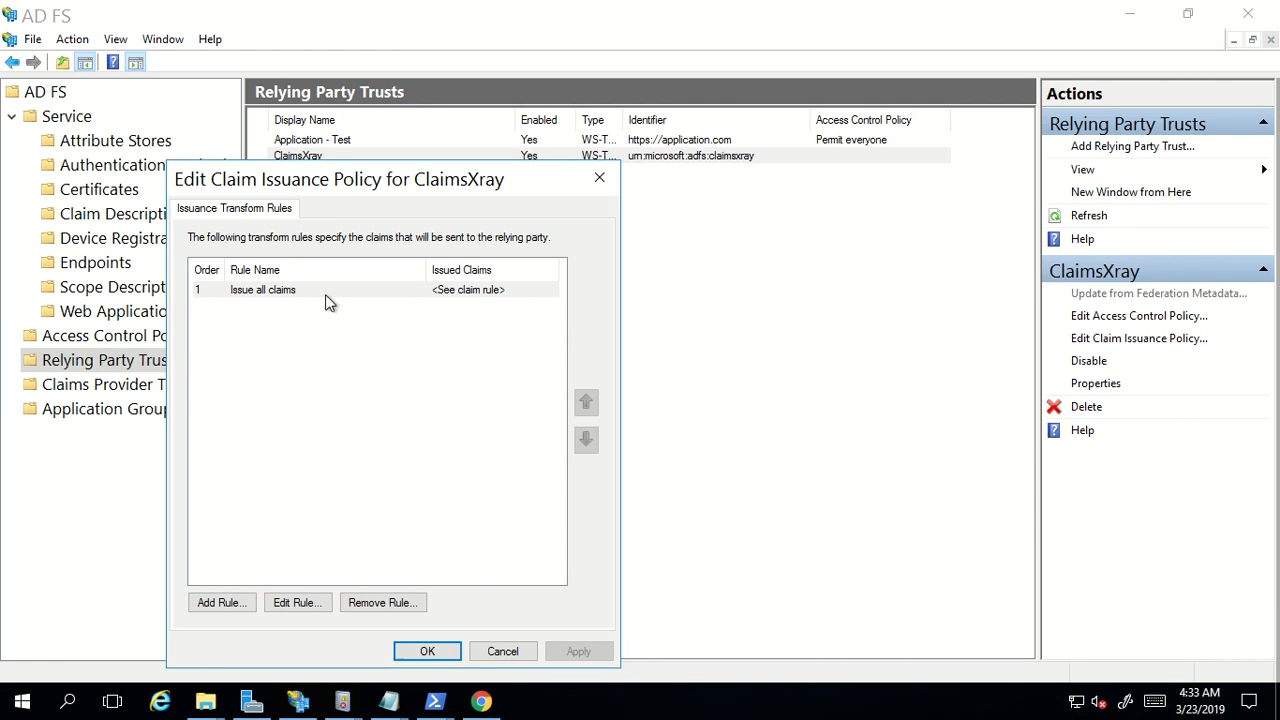 AD FS
File Action View Window Help
AD FS
Service
Attribute Stores
Authentication
Certificates
Claim Descripti
Device Registra
Endpoints
Scope Descript
Web Applicatio
Access Control Po
Relying Party Trus
Claims Provider T
Application Group
Relying Party Trusts
Display Name Enabled Type Identifier Access Control Policy
Application - Test Yes WS-T... https://application.com Permit everyone
ClaimsXray Yes WS-T... urn:microsoft:adfs:claimsxray
Edit Claim Issuance Policy for ClaimsXray
Issuance Transform Rules
The following transform rules specify the claims that will be sent to the relying party.
Order Rule Name Issued Claims
1 Issue all claims <See claim rule>
Add Rule... Edit Rule... Remove Rule...
OK Cancel Apply
Actions
Relying Party Trusts
Add Relying Party Trust...
View
New Window from Here
Refresh
Help
ClaimsXray
Update from Federation Metadata...
Edit Access Control Policy...
Edit Claim Issuance Policy...
Disable
Properties
Delete
Help
4:33 AM
3/23/2019